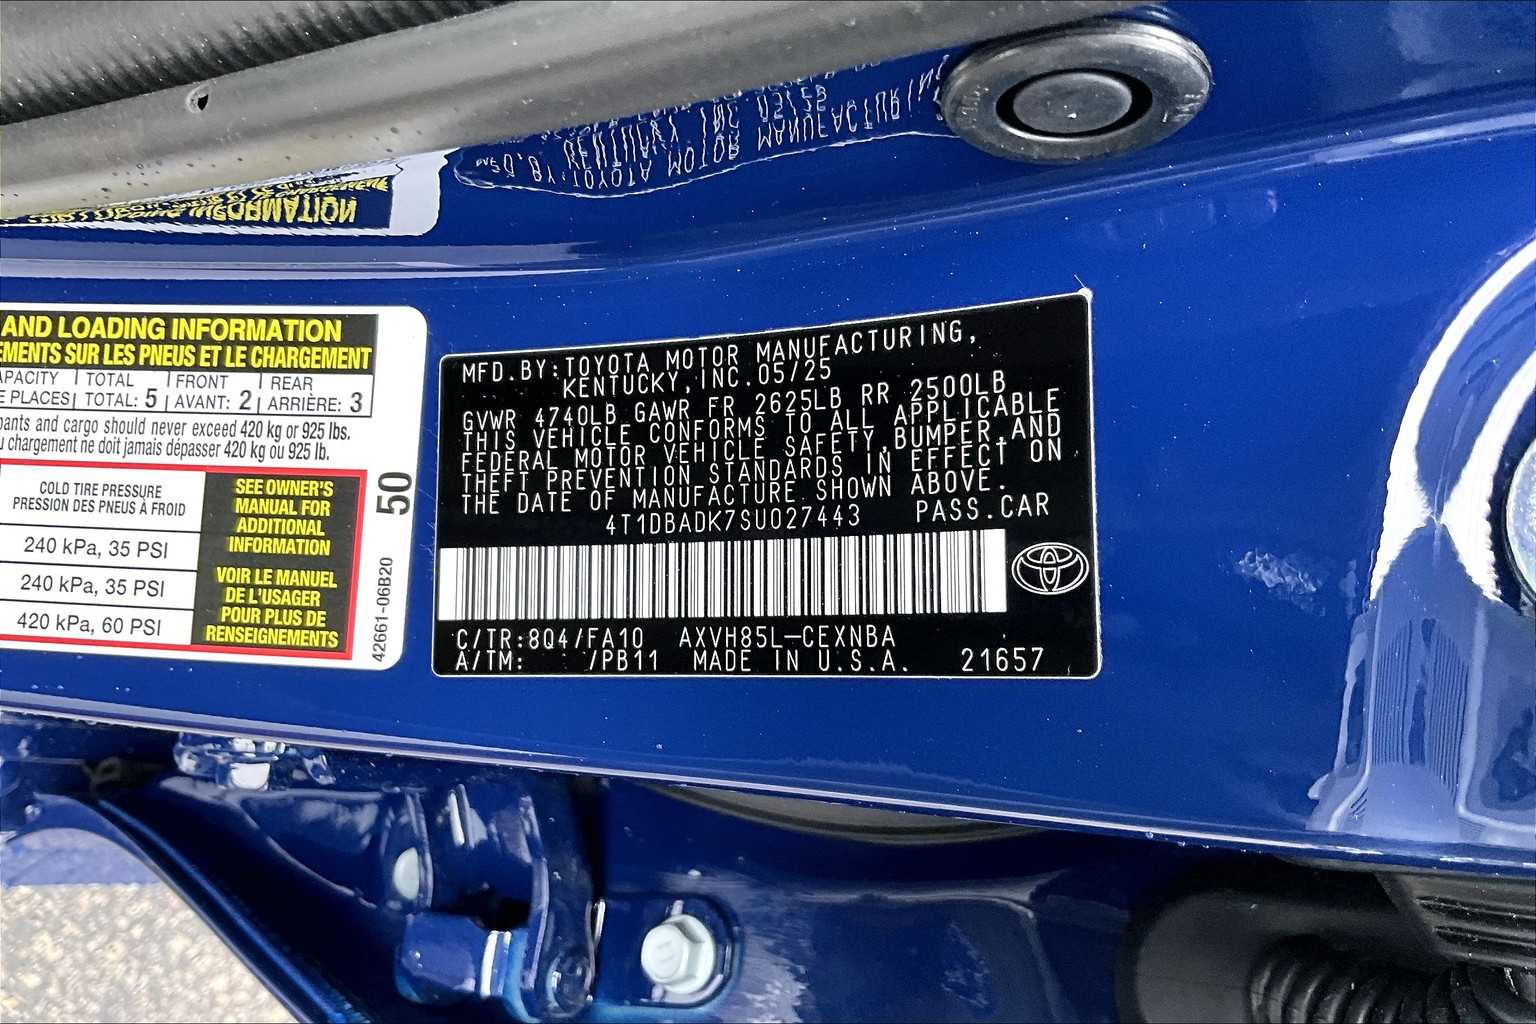 AND LOADING INFORMATION
EMENTS SUR LES PNEUS ET LE CHARGEMENT
APACITY TOTAL FRONT REAR
E PLACES TOTAL: 5 AVANT: 2 ARRIÈRE: 3
pants and cargo should never exceed 420 kg or 925 lbs.
u chargement ne doit jamais dépasser 420 kg ou 925 lb.
COLD TIRE PRESSURE
PRESSION DES PNEUS À FROID
240 kPa, 35 PSI
240 kPa, 35 PSI
420 kPa, 60 PSI
SEE OWNER'S
MANUAL FOR
ADDITIONAL
INFORMATION
VOIR LE MANUEL
DE L'USAGER
POUR PLUS DE
RENSEIGNEMENTS
50
42661-06B20
MFD.BY:TOYOTA MOTOR MANUFACTURING,
KENTUCKY,INC.05/25
GVWR 4740LB GAWR FR 2625LB RR 2500LB
THIS VEHICLE CONFORMS TO ALL APPLICABLE
FEDERAL MOTOR VEHICLE SAFETY,BUMPER,AND
THEFT PREVENTION STANDARDS IN EFFECT ON
THE DATE OF MANUFACTURE SHOWN ABOVE.
4T1DBADK7SU027443 PASS.CAR
C/TR:8Q4/FA10 AXVH85L-CEXNBA
A/TM: /PB11 MADE IN U.S.A. 21657